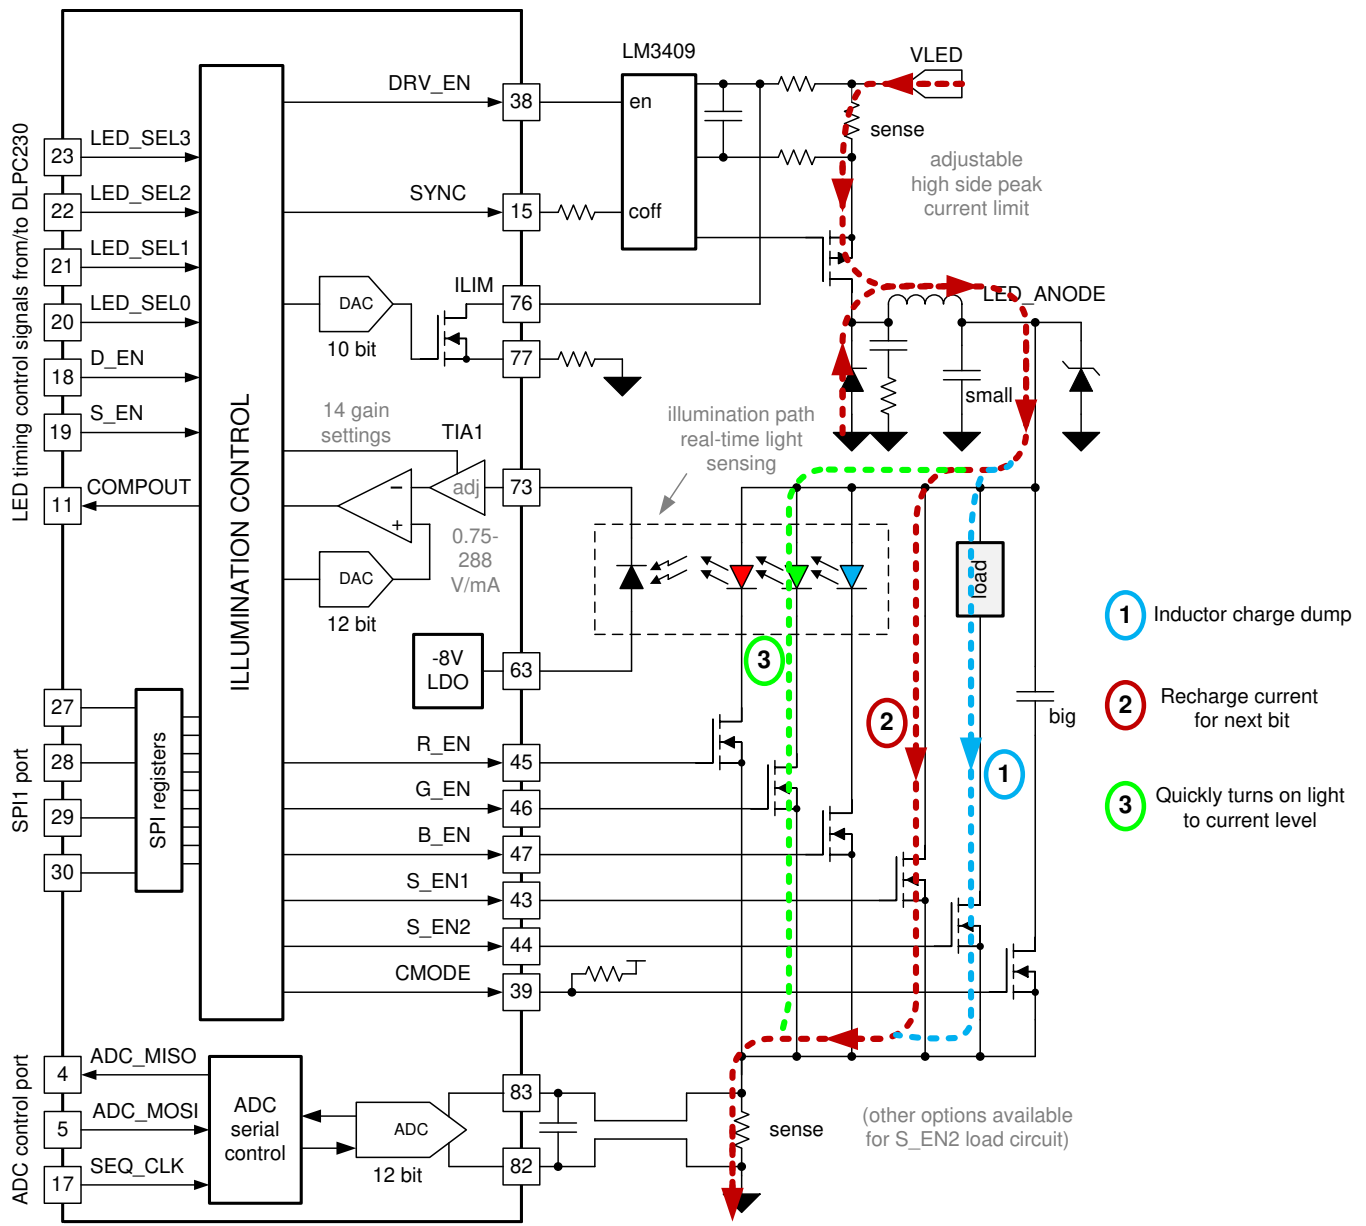 LM3409
VLED
DRV_EN
38
en
sense
LED_SEL3
23
adjustable
high side peak
current limit
LED_SEL2
22
SYNC
15
coff
LED_SEL1
21
ILIM
76
LED_ANODE
DAC
10 bit
LED_SEL0
20
77
D_EN
18
small
S_EN
19
14 gain
settings
TIA1
illumination path
real-time light
sensing
LED timing control signals from/to DLPC230
ILLUMINATION CONTROL
COMPOUT
11
adj
73
−
+
0.75-
288
V/mA
DAC
12 bit
load
1
Inductor charge dump
-8V
LDO
63
3
27
2
Recharge current
for next bit
big
2
28
R_EN
45
1
SPI1 port
SPI registers
29
G_EN
46
3
Quickly turns on light
to current level
30
B_EN
47
S_EN1
43
S_EN2
44
CMODE
39
ADC control port
ADC_MISO
4
ADC_MOSI
5
SEQ_CLK
17
ADC
serial
control
ADC
12 bit
83
82
sense
(other options available
for S_EN2 load circuit)